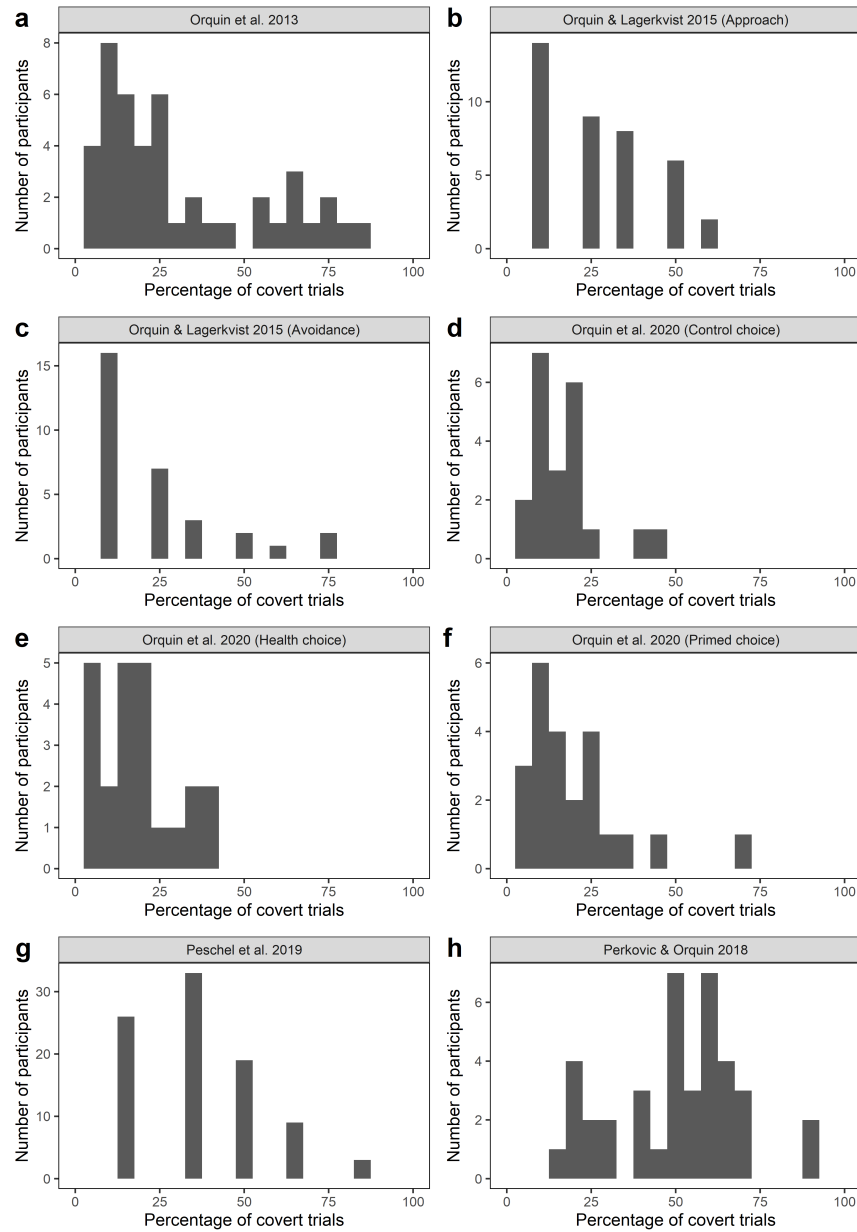 a
Orquin et al. 2013
Number of participants
8
6
4
2
0
0 25 50 75 100
Percentage of covert trials
b
Orquin & Lagerkvist 2015 (Approach)
Number of participants
10
5
0
0 25 50 75 100
Percentage of covert trials
c
Orquin & Lagerkvist 2015 (Avoidance)
Number of participants
15
10
5
0
0 25 50 75 100
Percentage of covert trials
d
Orquin et al. 2020 (Control choice)
Number of participants
6
4
2
0
0 25 50 75 100
Percentage of covert trials
e
Orquin et al. 2020 (Health choice)
Number of participants
5
4
3
2
1
0
0 25 50 75 100
Percentage of covert trials
f
Orquin et al. 2020 (Primed choice)
Number of participants
6
4
2
0
0 25 50 75 100
Percentage of covert trials
g
Peschel et al. 2019
Number of participants
30
20
10
0
0 25 50 75 100
Percentage of covert trials
h
Perkovic & Orquin 2018
Number of participants
6
4
2
0
0 25 50 75 100
Percentage of covert trials